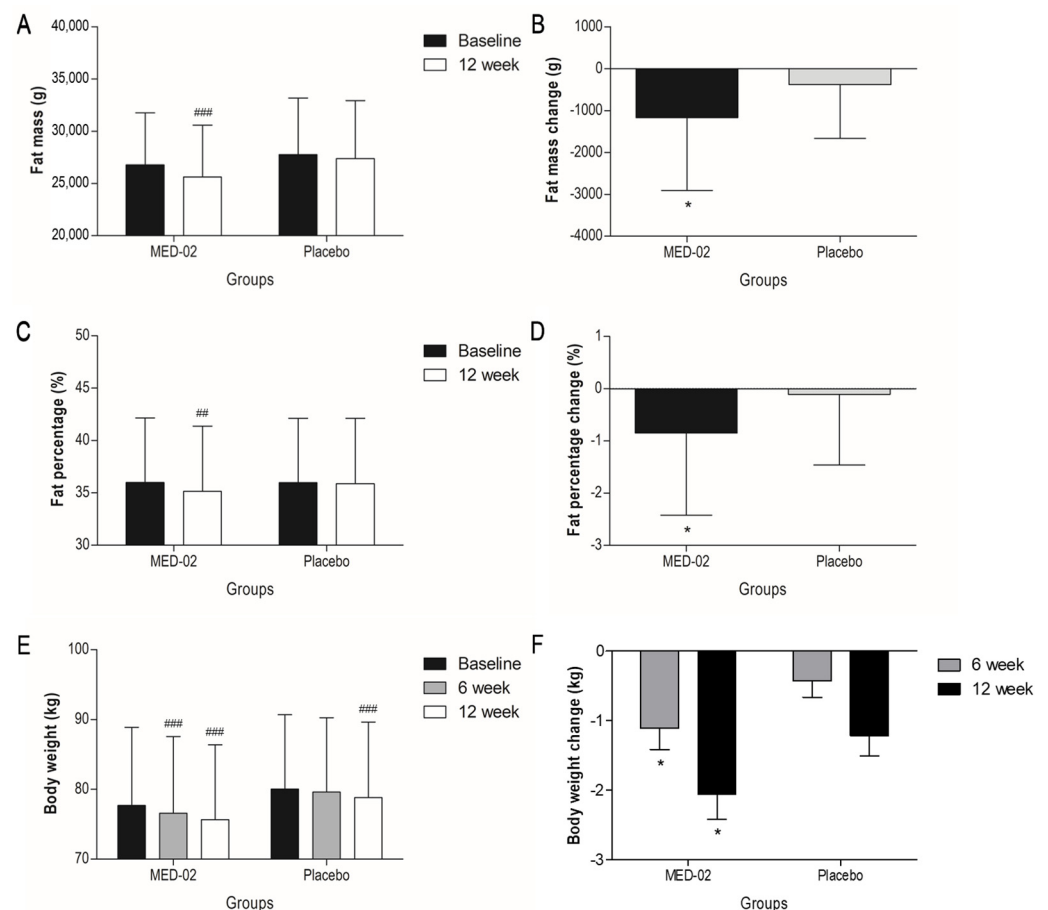 A
Fat mass (g)
40,000
35,000
30,000
25,000
20,000
###
MED-02
Placebo
Groups
Baseline
12 week
B
Fat mass change (g)
1000
0
-1000
-2000
-3000
-4000
*
MED-02
Placebo
Groups
C
Fat percentage (%)
50
45
40
35
30
##
MED-02
Placebo
Groups
Baseline
12 week
D
Fat percentage change (%)
1
0
-1
-2
-3
*
MED-02
Placebo
Groups
E
Body weight (kg)
100
90
80
70
###
###
###
MED-02
Placebo
Groups
Baseline
6 week
12 week
F
Body weight change (kg)
0
-1
-2
-3
*
*
MED-02
Placebo
Groups
6 week
12 week